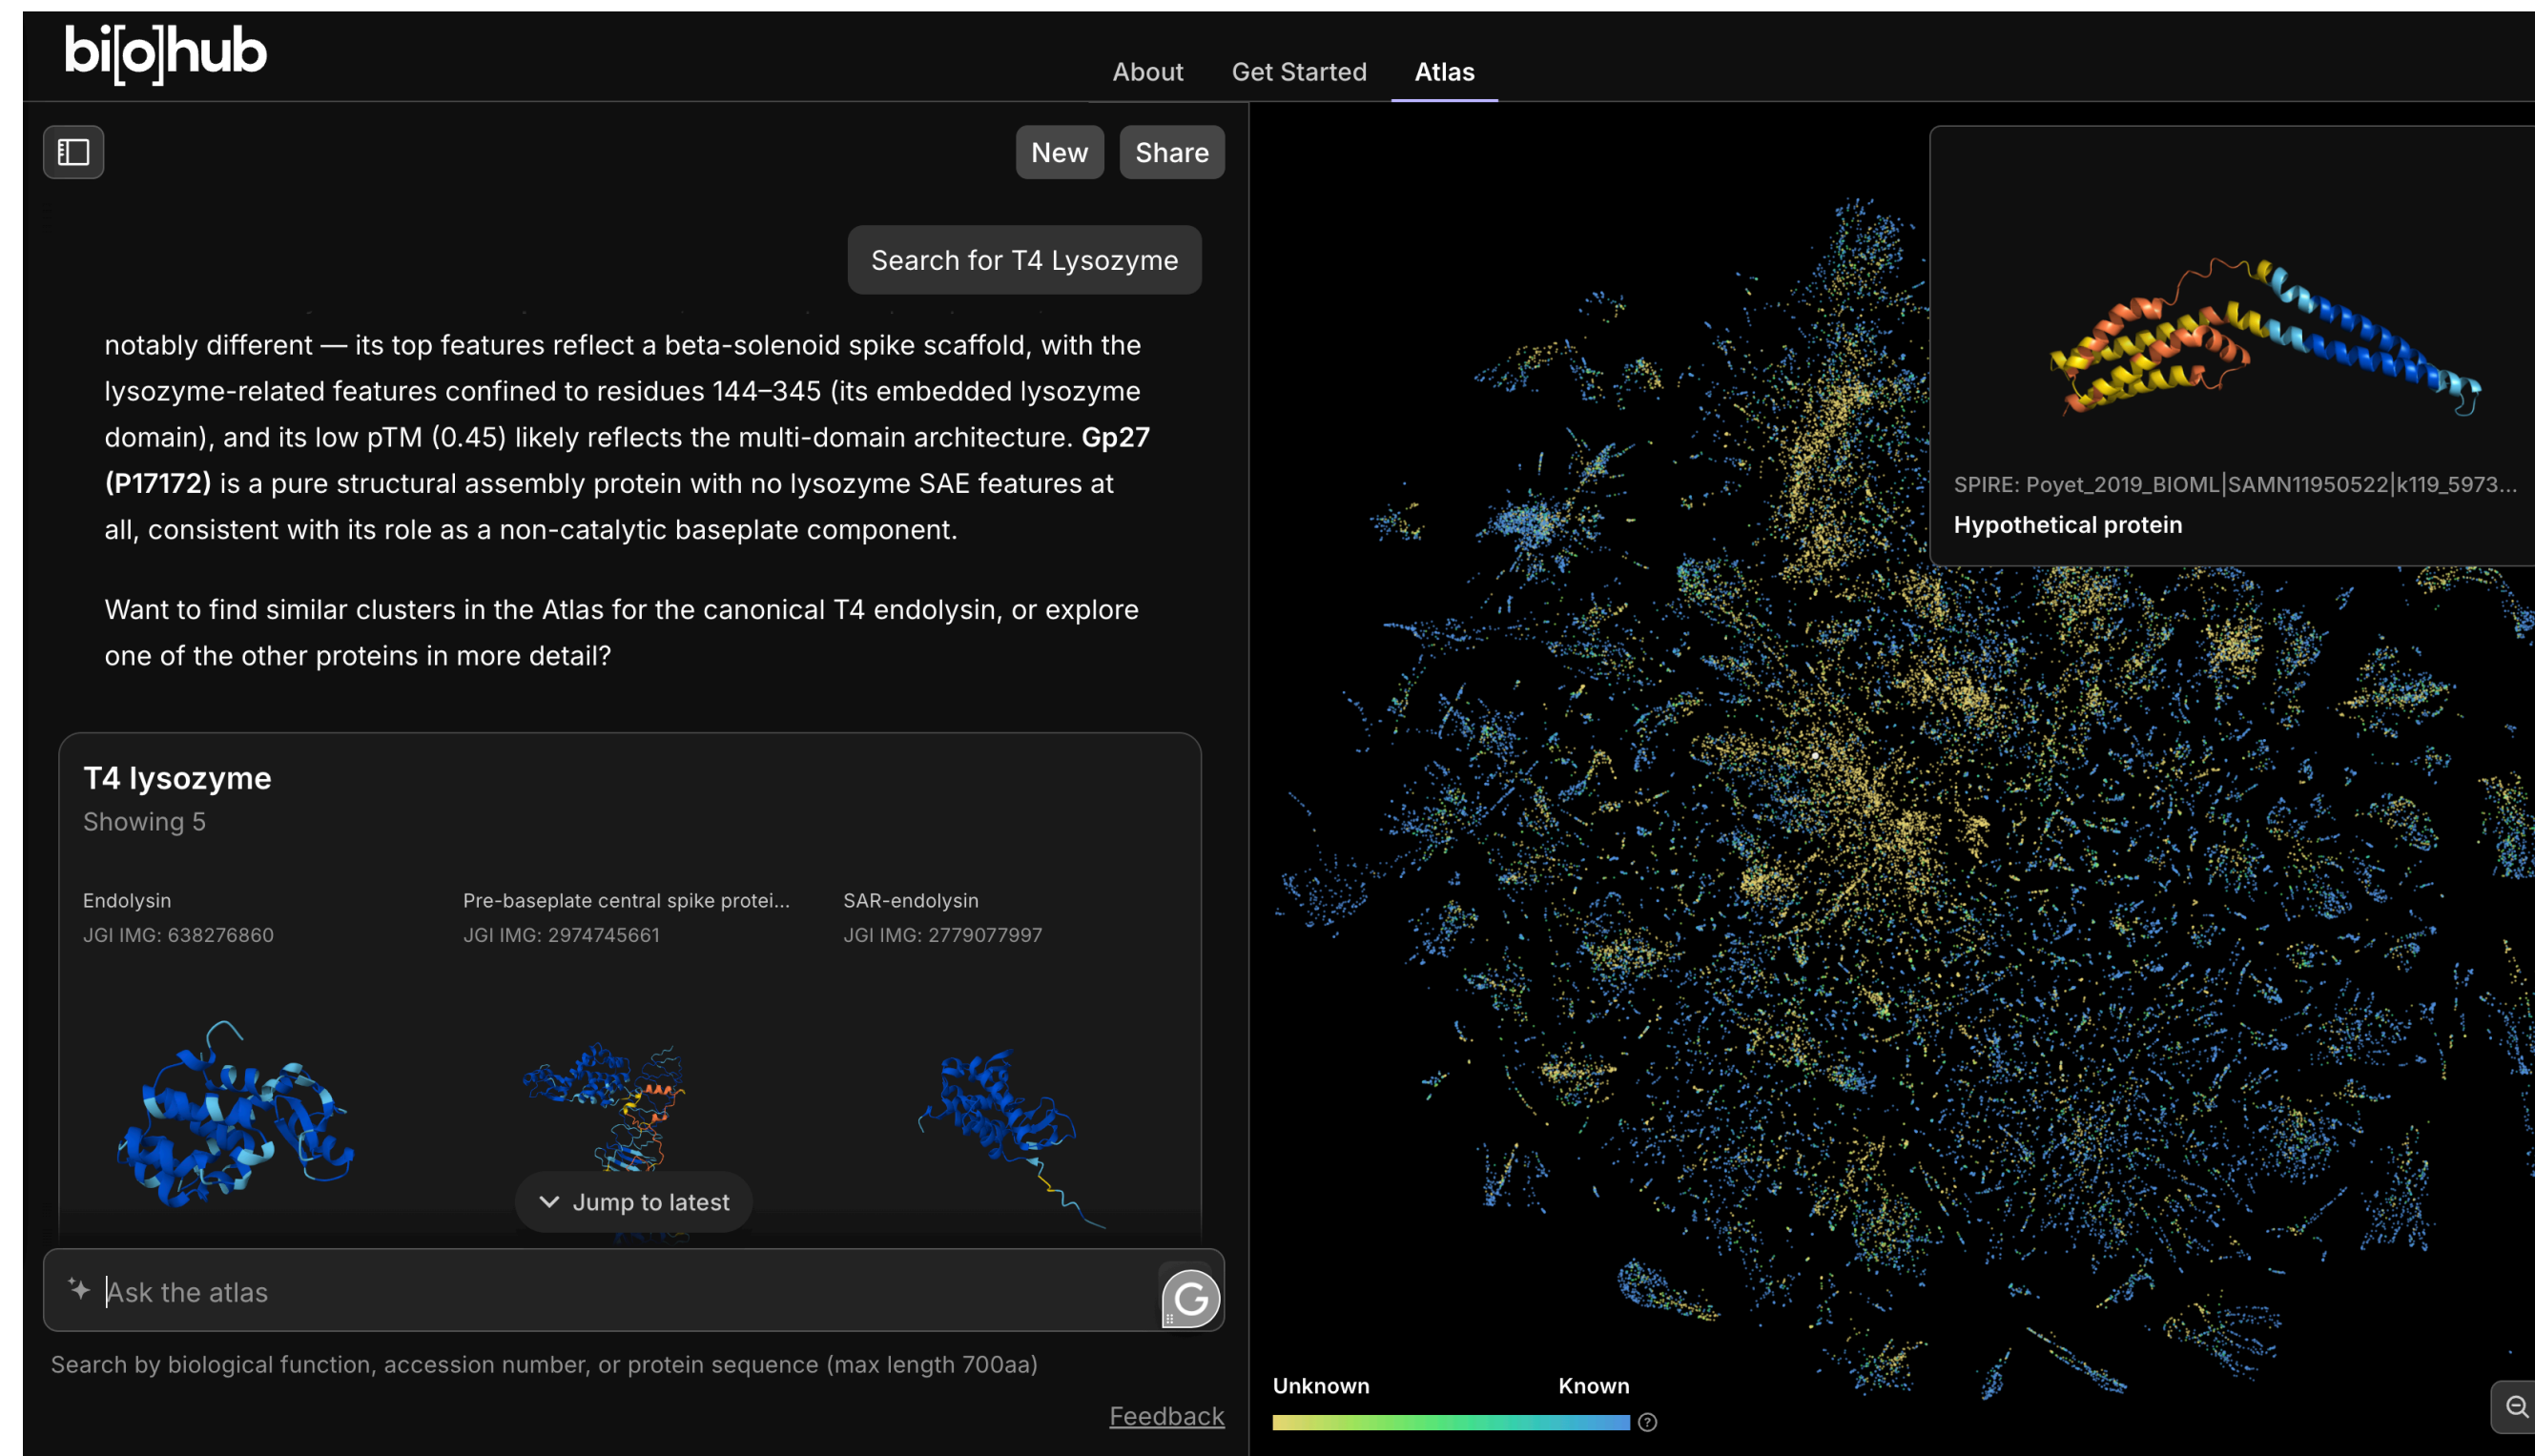 bi[o]hub
About Get Started Atlas
New Share
Search for T4 Lysozyme
notably different — its top features reflect a beta-solenoid spike scaffold, with the
lysozyme-related features confined to residues 144–345 (its embedded lysozyme
domain), and its low pTM (0.45) likely reflects the multi-domain architecture. Gp27
(P17172) is a pure structural assembly protein with no lysozyme SAE features at
all, consistent with its role as a non-catalytic baseplate component.
Want to find similar clusters in the Atlas for the canonical T4 endolysin, or explore
one of the other proteins in more detail?
T4 lysozyme
Showing 5
Endolysin
JGI IMG: 638276860
Pre-baseplate central spike protei...
JGI IMG: 2974745661
SAR-endolysin
JGI IMG: 2779077997
Jump to latest
Ask the atlas
G
Search by biological function, accession number, or protein sequence (max length 700aa)
Feedback
SPIRE: Poyet_2019_BIOML|SAMN11950522|k119_5973...
Hypothetical protein
Unknown Known
?